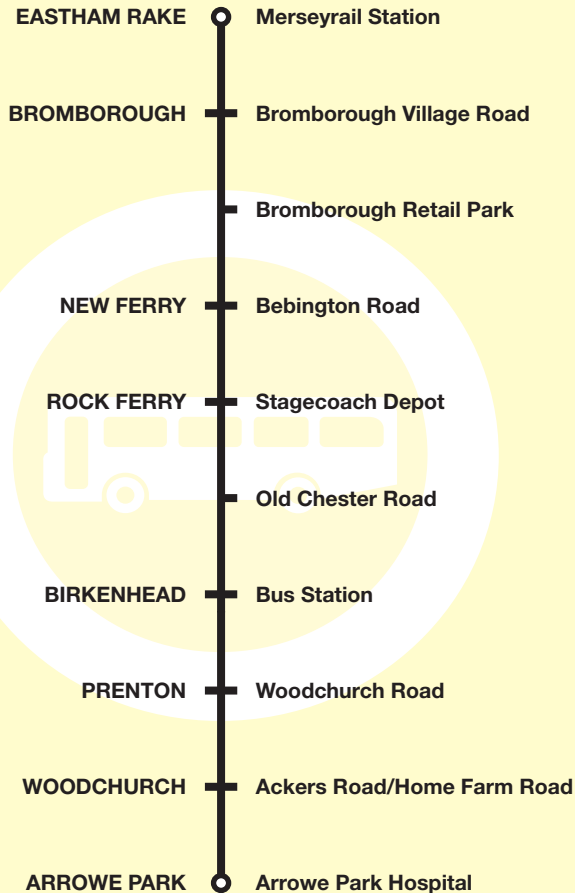 EASTHAM RAKE Merseyrail Station
BROMBOROUGH Bromborough Village Road
Bromborough Retail Park
NEW FERRY Bebington Road
ROCK FERRY Stagecoach Depot
Old Chester Road
BIRKENHEAD Bus Station
PRENTON Woodchurch Road
WOODCHURCH Ackers Road/Home Farm Road
ARROWE PARK Arrowe Park Hospital